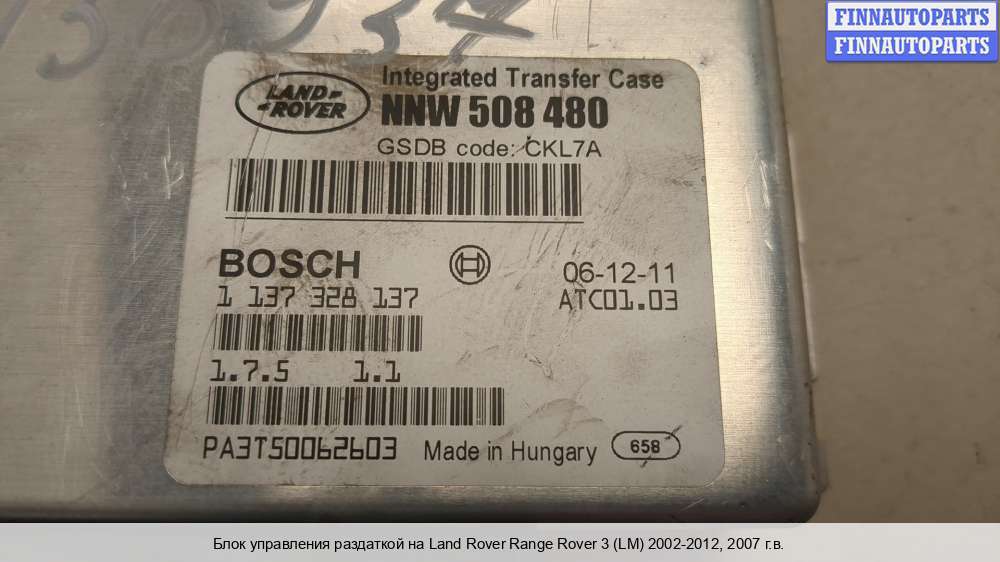 FINNAUTOPARTS
FINNAUTOPARTS
LAND ROVER
Integrated Transfer Case
NNW 508 480
GSDB code: CKL7A
BOSCH
06-12-11
1 137 328 137
ATC01.03
1.7.5 1.1
PA3T50062603
Made in Hungary
658
Блок управления раздаткой на Land Rover Range Rover 3 (LM) 2002-2012, 2007 г.в.